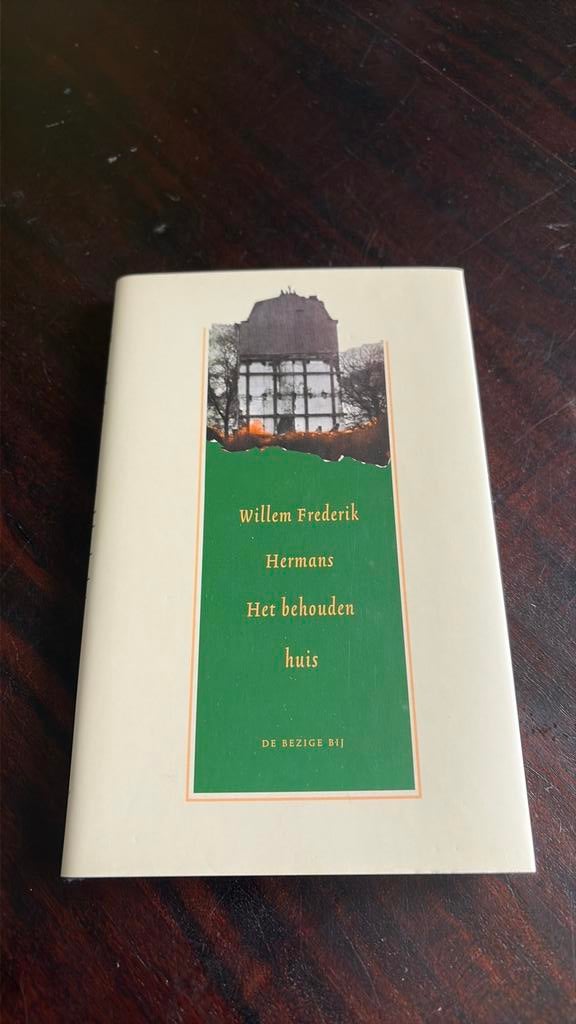 Willem Frederik
Hermans
Het behouden
huis
DE BEZIGE BIJ